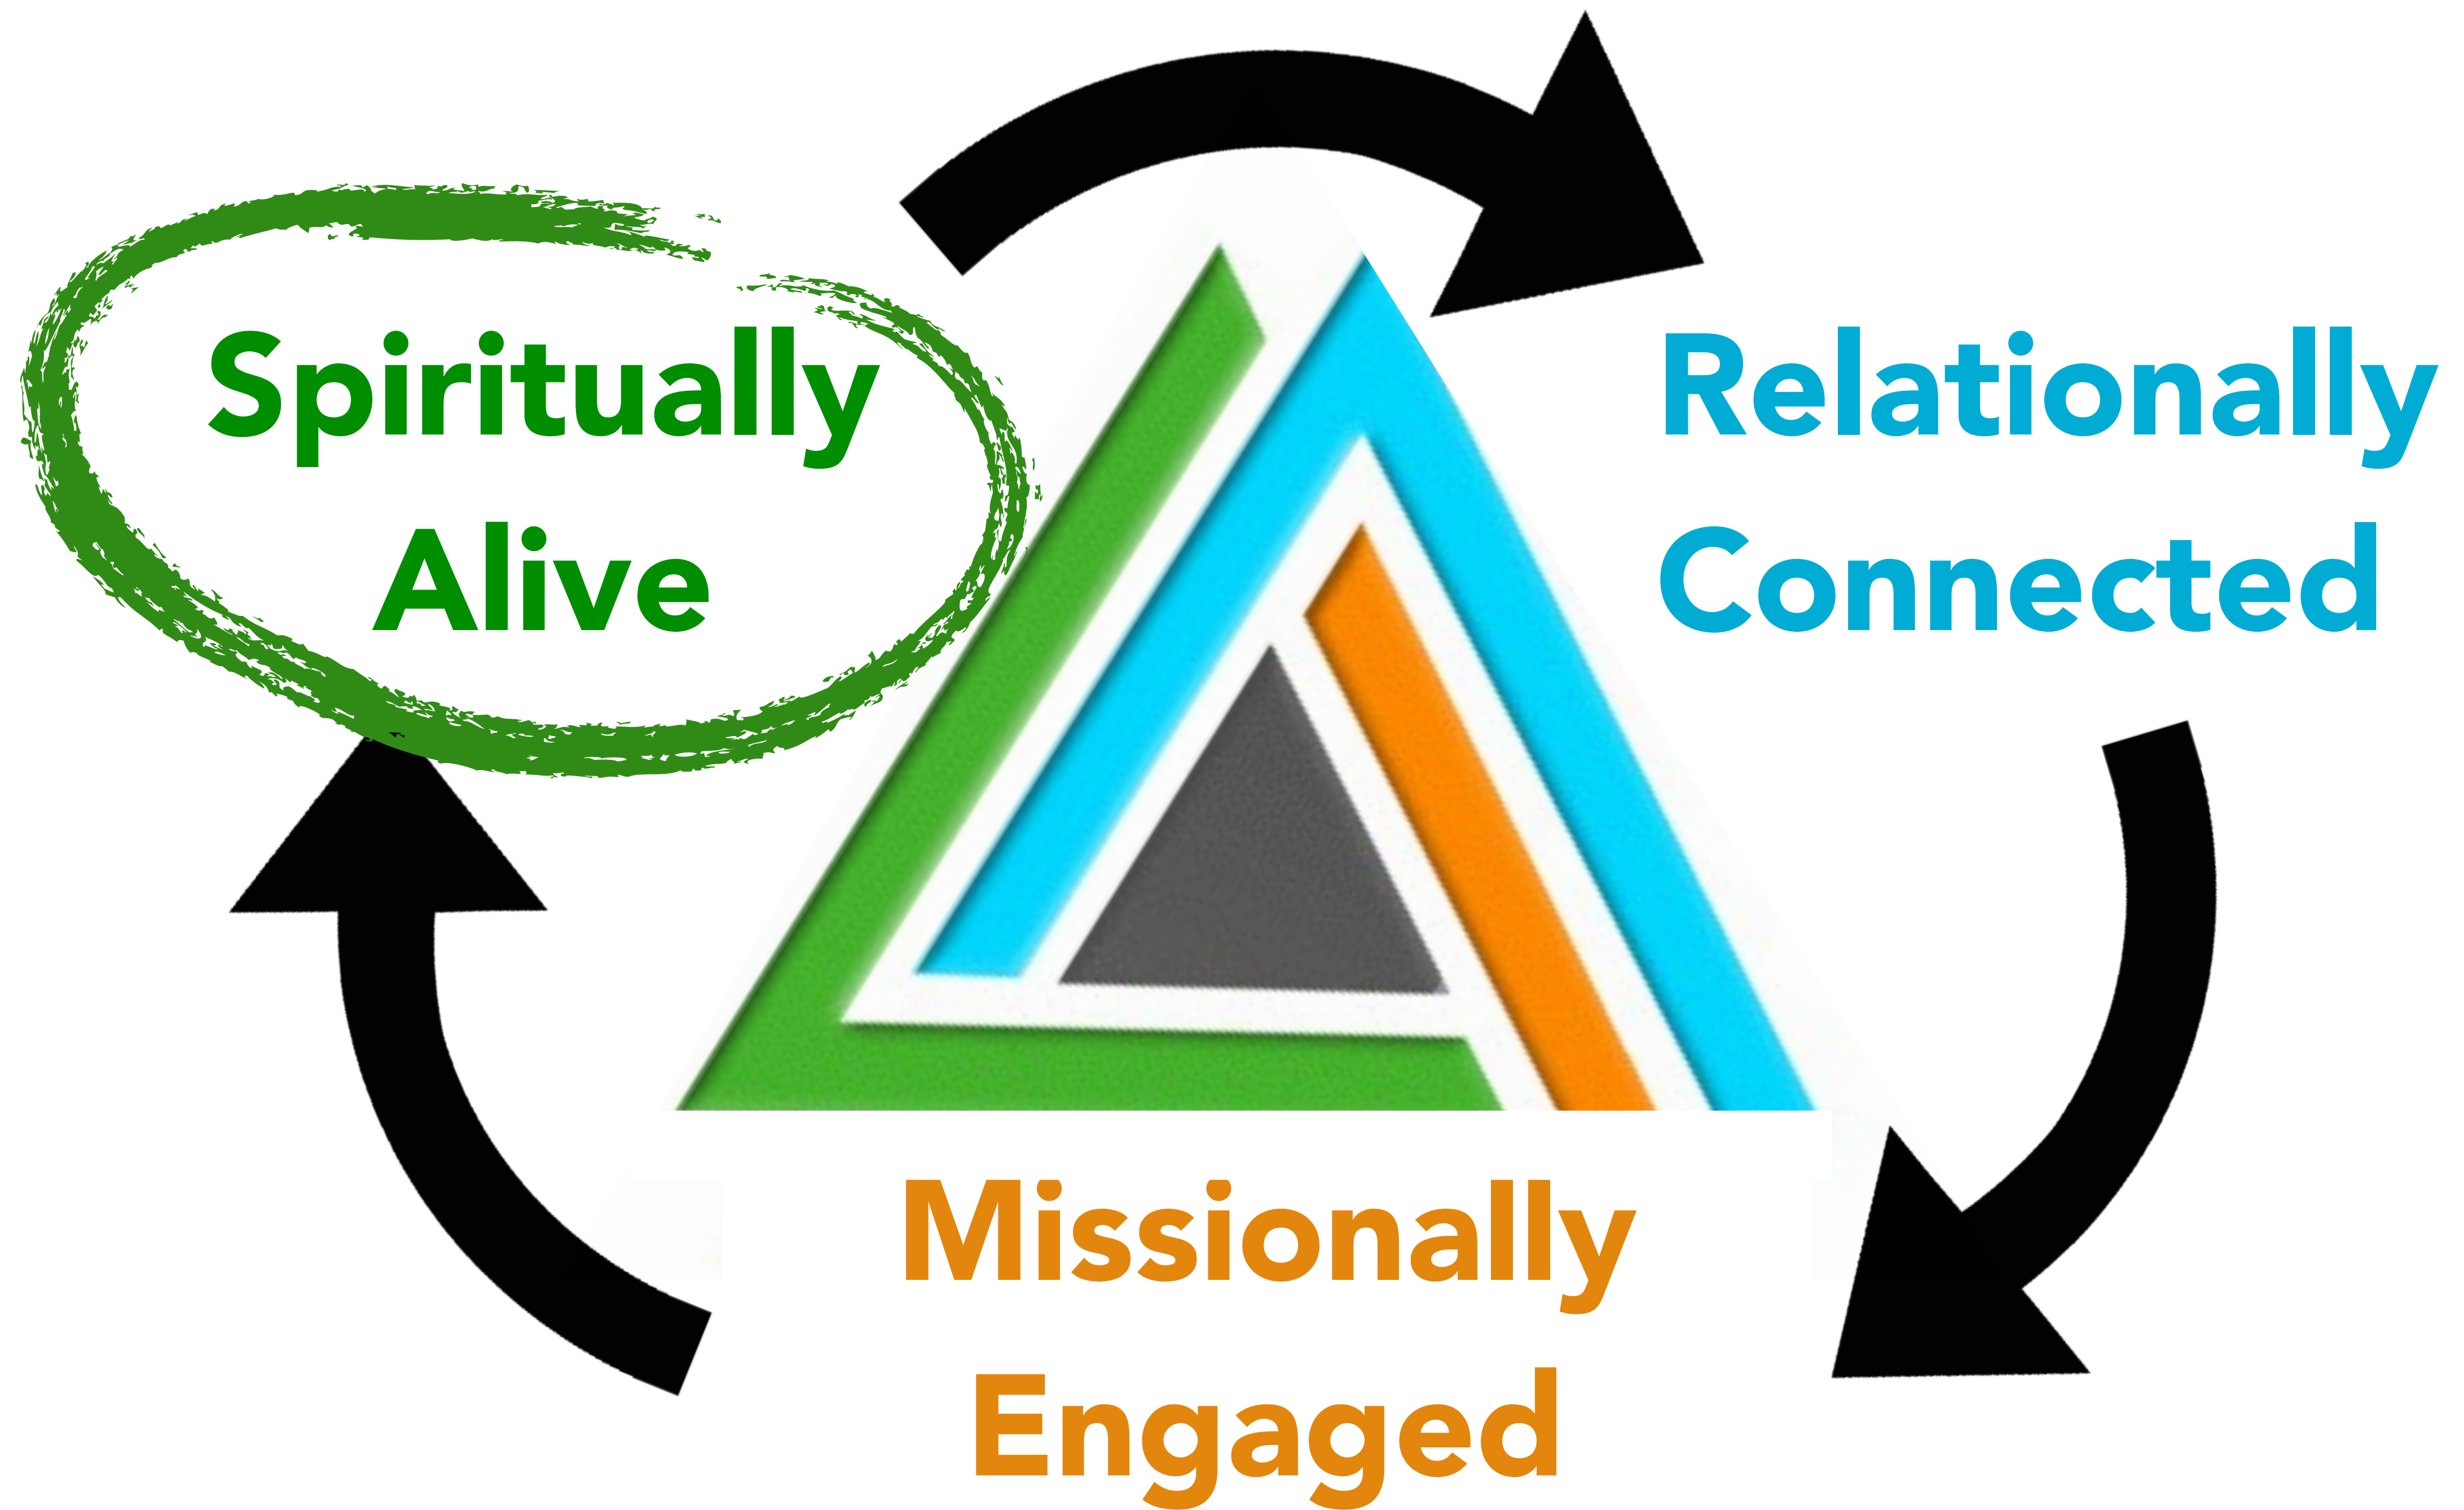 Spiritually
Alive
Relationally
Connected
Missionally
Engaged